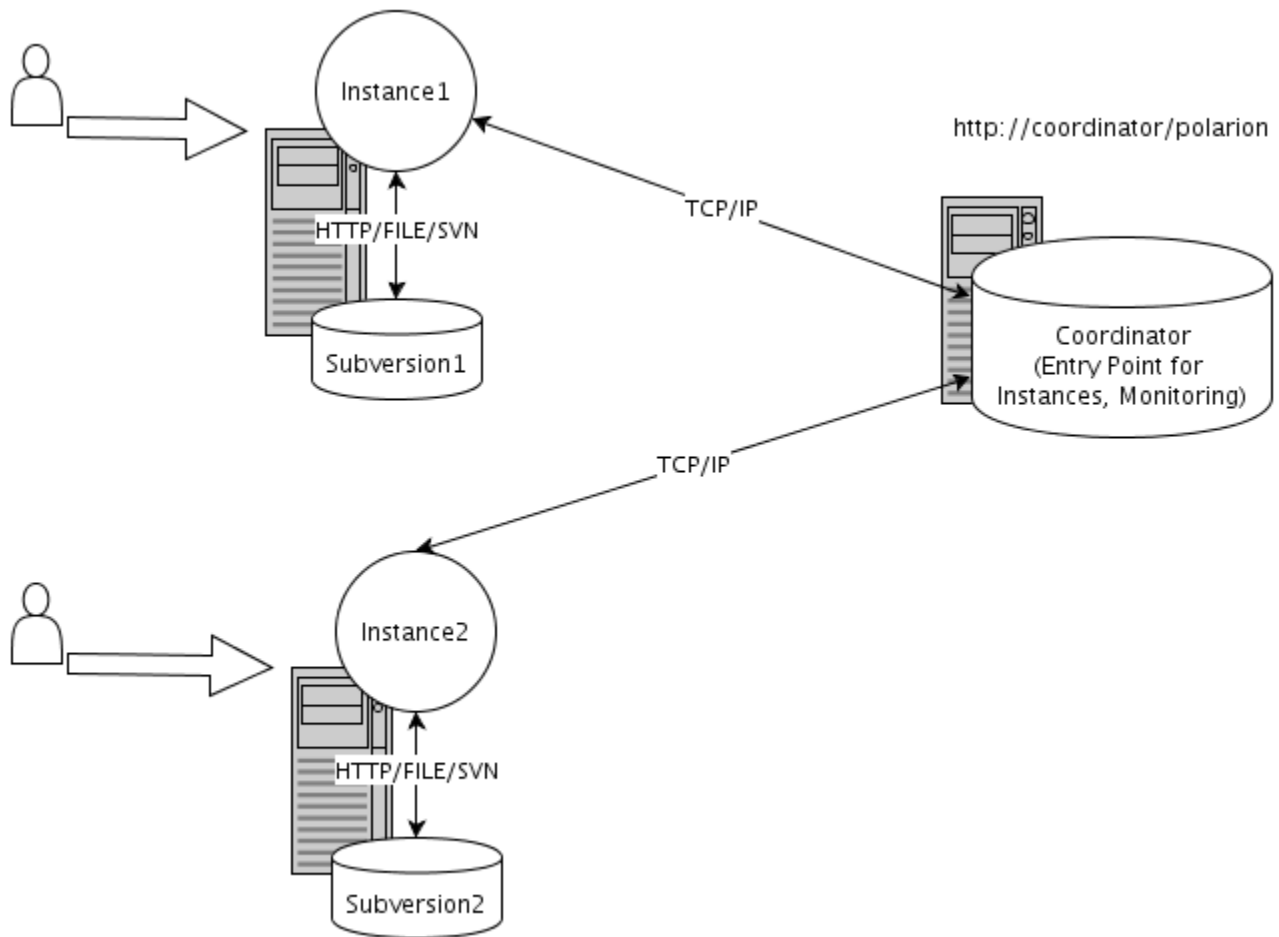 Instance1
http://coordinator/polarion
TCP/IP
HTTP/FILE/SVN
Subversion1
Coordinator
(Entry Point for
Instances, Monitoring)
TCP/IP
Instance2
HTTP/FILE/SVN
Subversion2